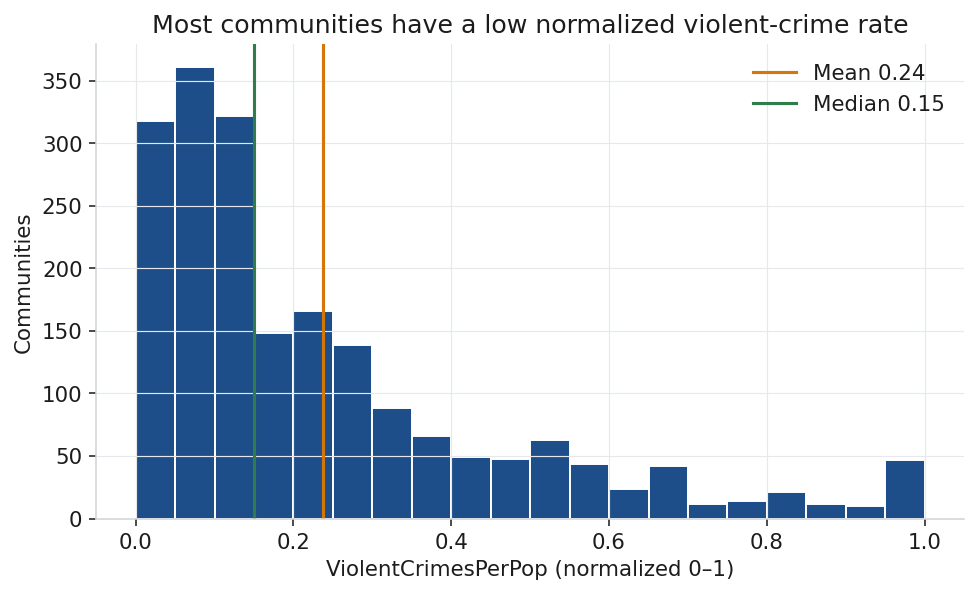 Most communities have a low normalized violent-crime rate
Mean 0.24
Median 0.15
Communities
350
300
250
200
150
100
50
0
0.0 0.2 0.4 0.6 0.8 1.0
ViolentCrimesPerPop (normalized 0–1)